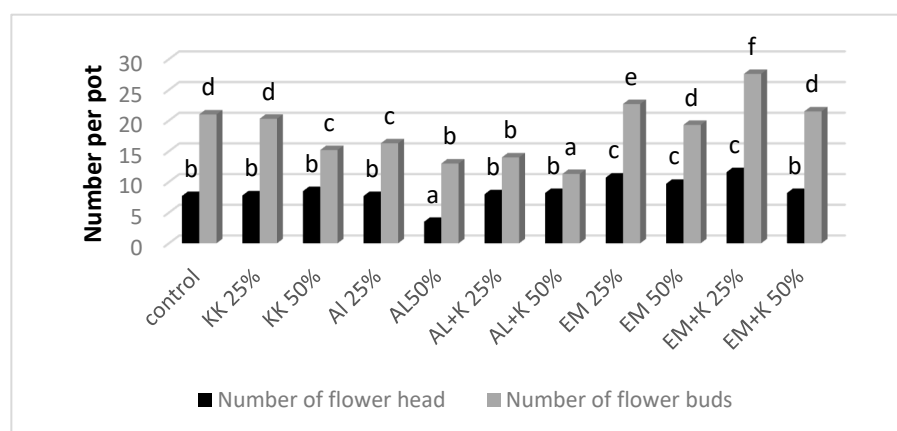 Number per pot
30
25
20
15
10
5
0
b d
b d
b c
b c
a b
b b
b a
c e
c d
c f
b d
control
KK 25%
KK 50%
Al 25%
AL50%
AL+K 25%
AL+K 50%
EM 25%
EM 50%
EM+K 25%
EM+K 50%
Number of flower head
Number of flower buds